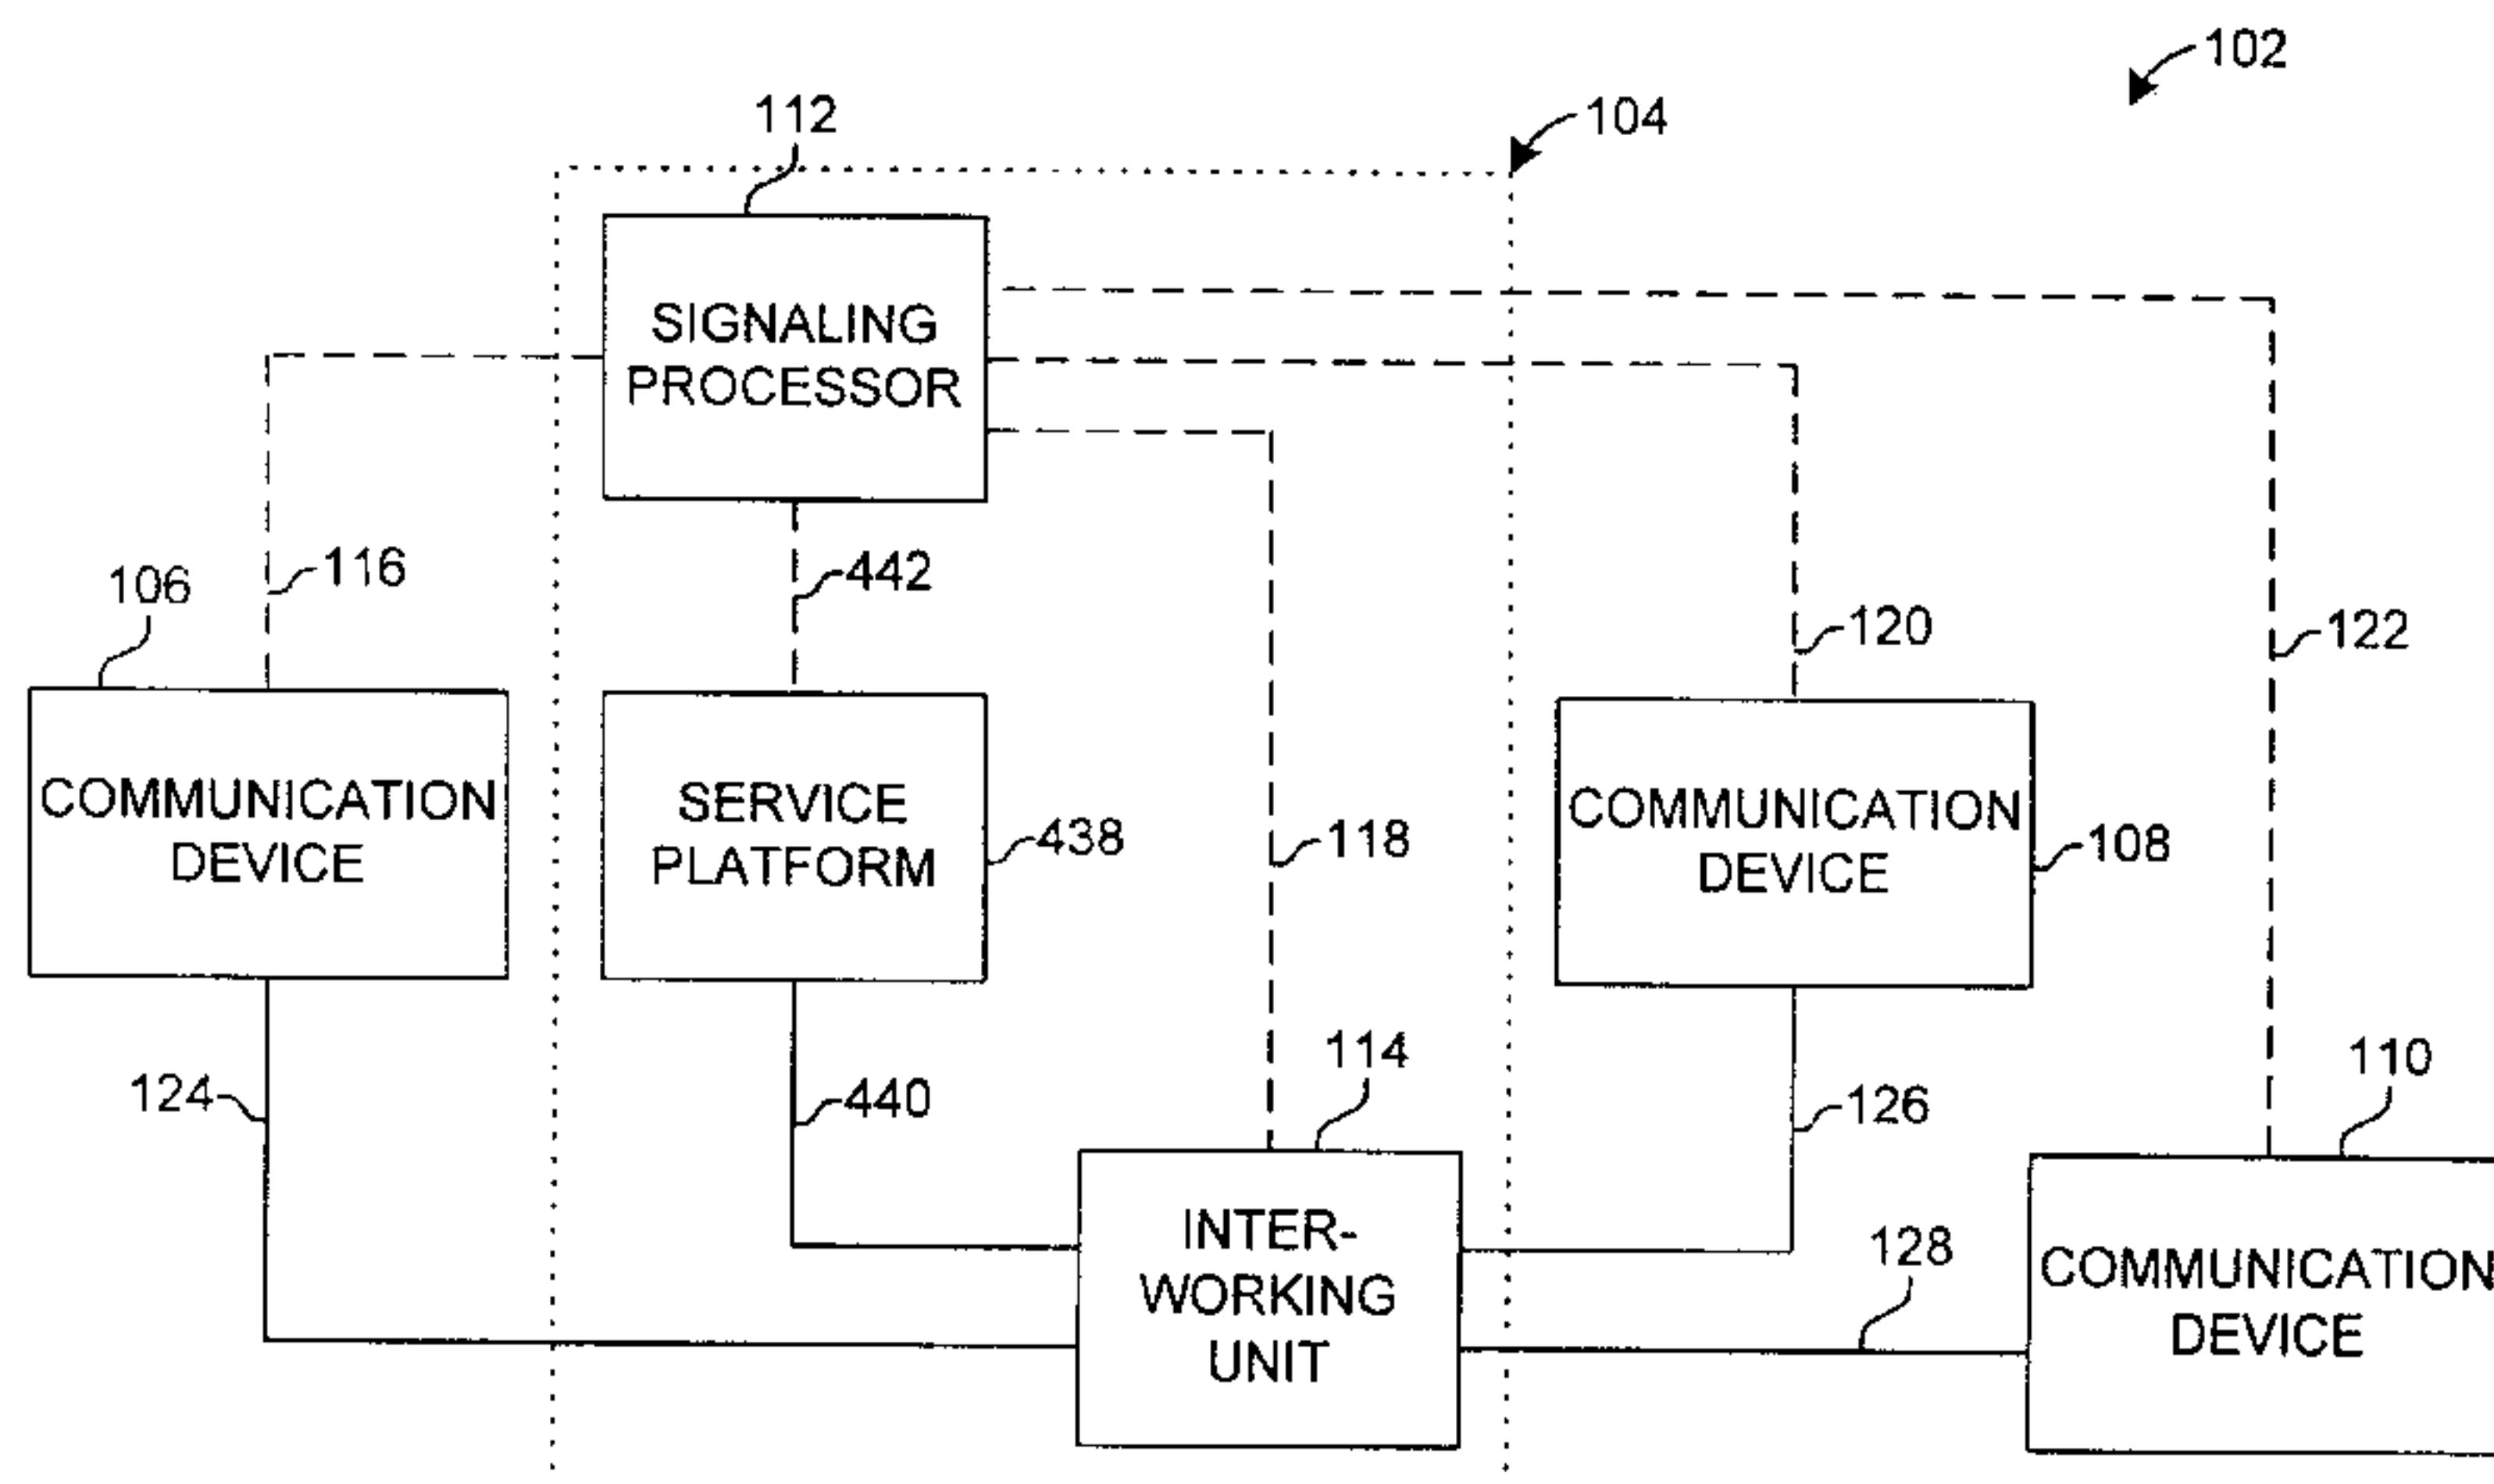 102
112
104
SIGNALING
PROCESSOR
116
442
106
120
122
COMMUNICATION
DEVICE
SERVICE
PLATFORM
438
118
COMMUNICATION
DEVICE
108
124
440
114
126
110
INTER-
WORKING
UNIT
128
COMMUNICATION
DEVICE